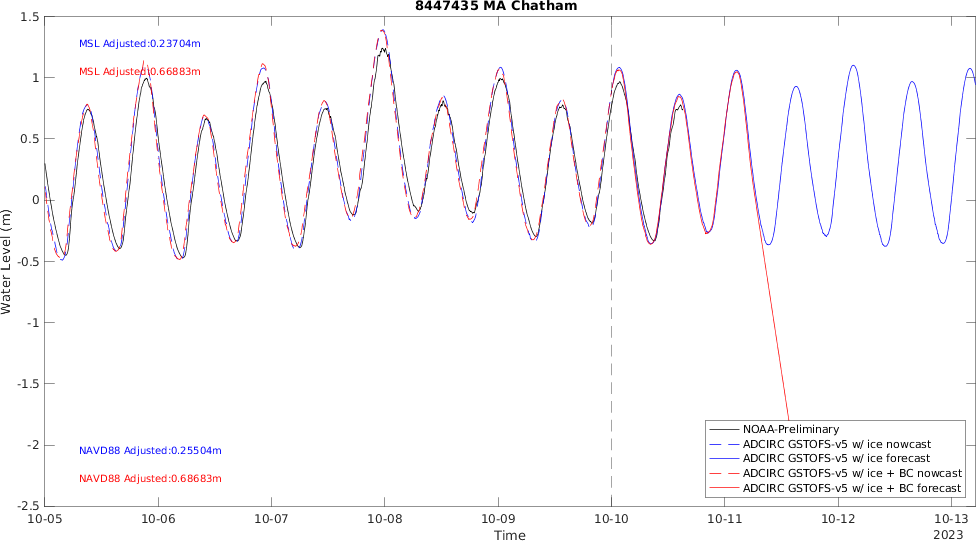 8447435 MA Chatham
1.5
MSL Adjusted:0.23704m
MSL Adjusted:0.66883m
1
0.5
0
-0.5
-1
-1.5
-2
-2.5
Water Level (m)
NAVD88 Adjusted:0.25504m
NAVD88 Adjusted:0.68683m
NOAA-Preliminary
ADCIRC GSTOFS-v5 w/ ice nowcast
ADCIRC GSTOFS-v5 w/ ice forecast
ADCIRC GSTOFS-v5 w/ ice + BC nowcast
ADCIRC GSTOFS-v5 w/ ice + BC forecast
10-05 10-06 10-07 10-08 10-09 10-10 10-11 10-12 10-13
Time
2023